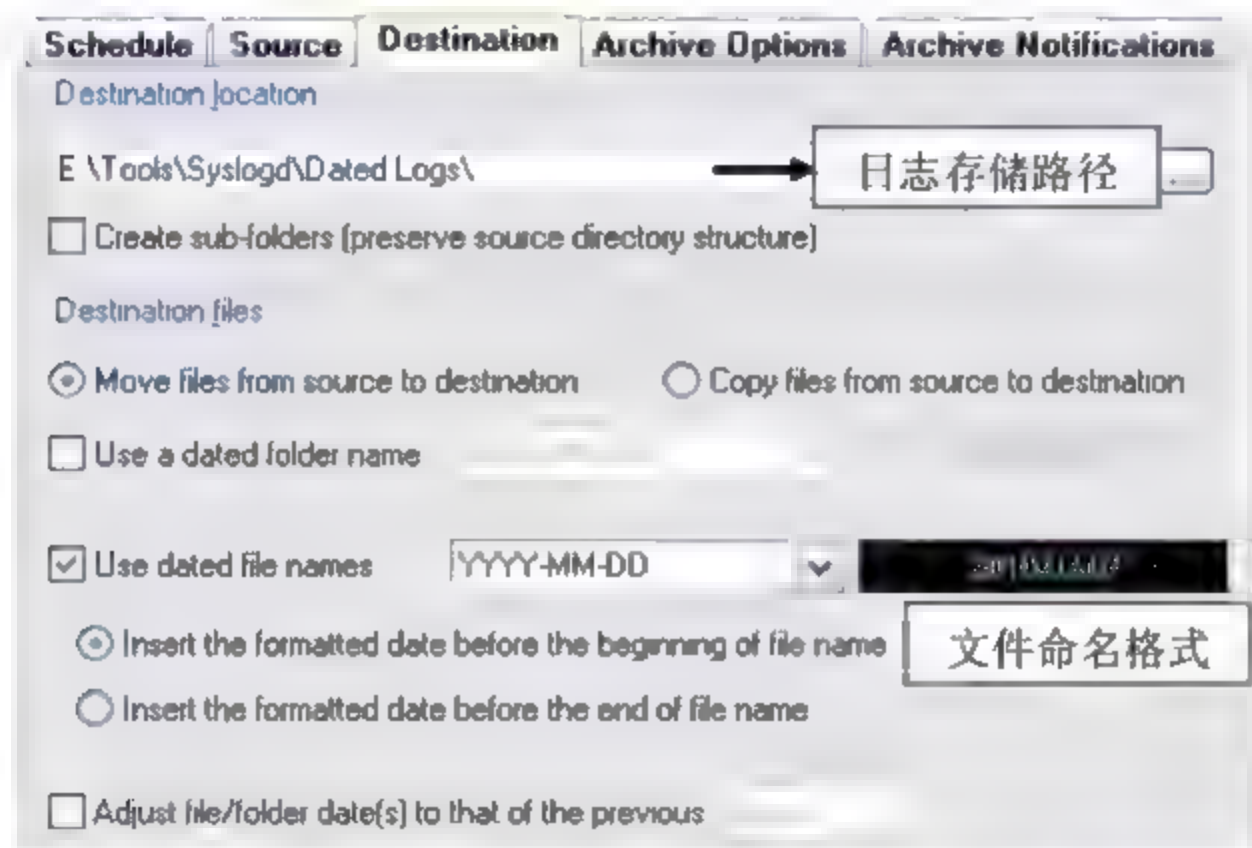 Schedule Source Destination Archive Options Archive Notifications
Destination location
E \Tools\Syslogd\Dated Logs\ 日志存储路径 ...
Create sub-folders (preserve source directory structure)
Destination files
Move files from source to destination Copy files from source to destination
Use a dated folder name
Use dated file names YYYY-MM-DD
Insert the formatted date before the beginning of file name 文件命名格式
Insert the formatted date before the end of file name
Adjust file/folder date(s) to that of the previous